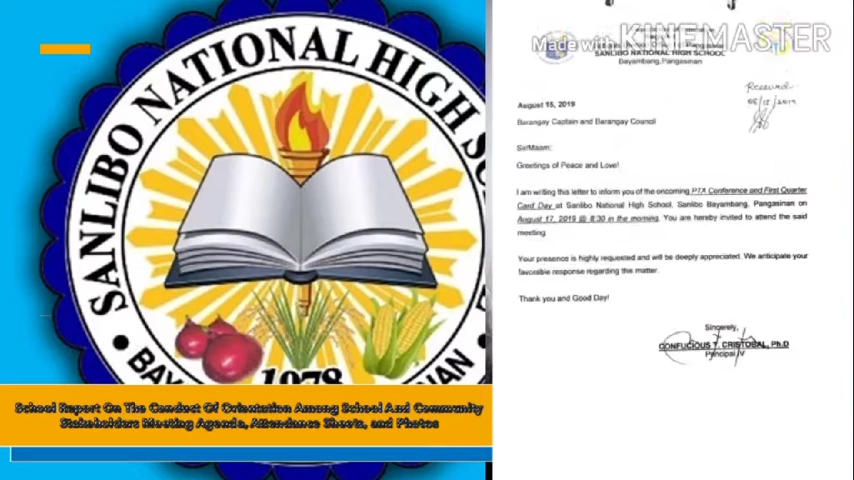 SANLIBO NATIONAL HIGH
1978
School Report On The Conduct Of Orientation Among School And Community
Stakeholders Meeting Agenda, Attendance Sheets, and Photos
Made with KINEMASTER
SANLIBO NATIONAL HIGH SCHOOL
Bayambang, Pangasinan
Received
August 15, 2019
Barangay Captain and Barangay Council
Sir/Maam:
Greetings of Peace and Love!
I am writing this letter to inform you of the oncoming PTA Conference and First Quarter
Card Day at Sanlibo National High School, Sanlibo Bayambang, Pangasinan on
August 17, 2019 @ 8:30 in the morning. You are hereby invited to attend the said
meeting.
Your presence is highly requested and will be deeply appreciated. We anticipate your
favorable response regarding the matter.
Thank you and Good Day!
Sincerely,
CONFUCIOUS T. CRISTOBAL, Ph.D
Principal IV